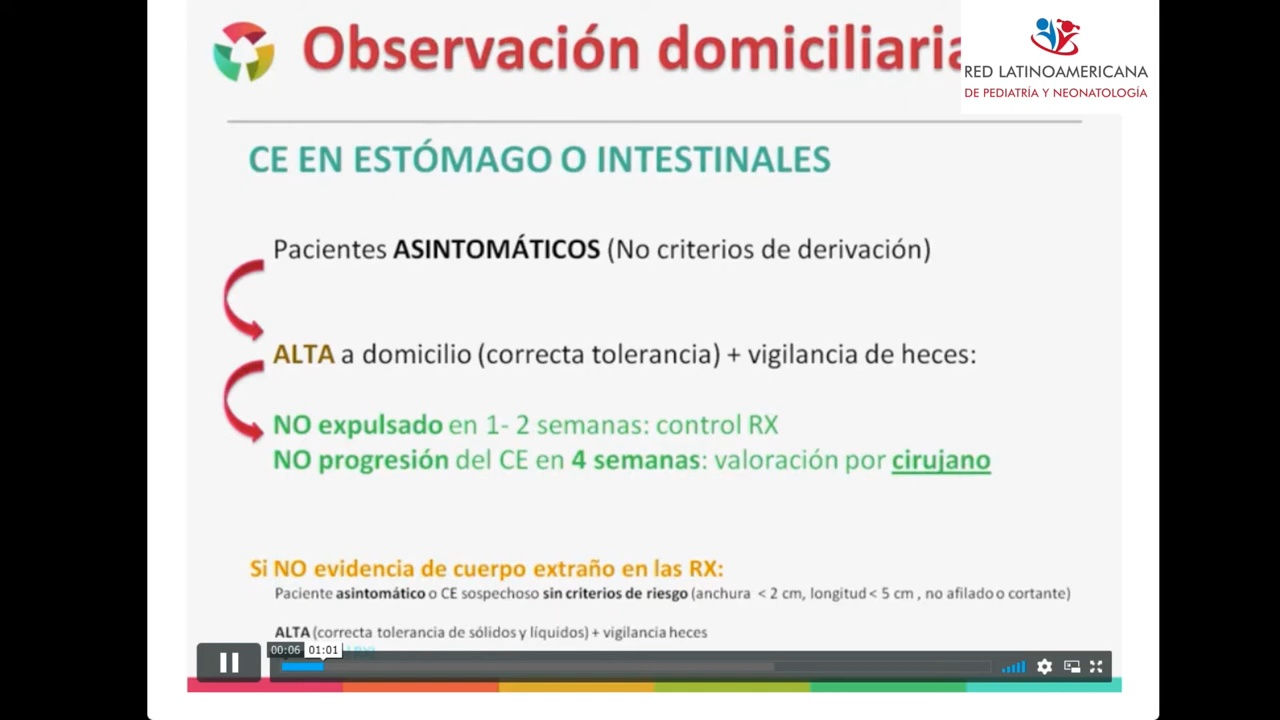 Observación domiciliaria
RED LATINOAMERICANA
DE PEDIATRÍA Y NEONATOLOGÍA
CE EN ESTÓMAGO O INTESTINALES
Pacientes ASINTOMÁTICOS (No criterios de derivación)
ALTA a domicilio (correcta tolerancia) + vigilancia de heces:
NO expulsado en 1- 2 semanas: control RX
NO progresión del CE en 4 semanas: valoración por cirujano
Si NO evidencia de cuerpo extraño en las RX:
Paciente asintomático o CE sospechoso sin criterios de riesgo (anchura < 2 cm, longitud < 5 cm , no afilado o cortante)
ALTA (correcta tolerancia de sólidos y líquidos) + vigilancia heces
00:06 01:01